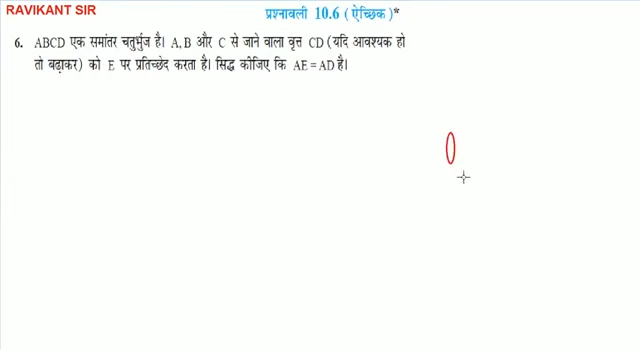 RAVIKANT SIR
प्रश्नावली 10.6 (ऐच्छिक)*
6. ABCD एक समांतर चतुर्भुज है। A, B और C से जाने वाला वृत्त CD (यदि आवश्यक हो
तो बढ़ाकर) को E पर प्रतिच्छेद करता है। सिद्ध कीजिए कि AE = AD है।